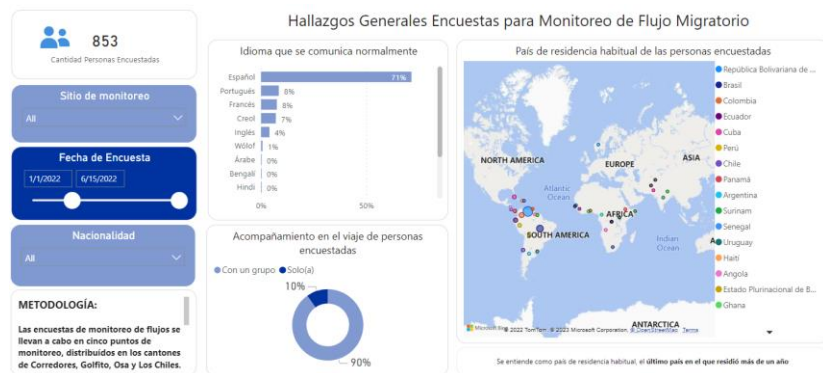 Hallazgos Generales Encuestas para Monitoreo de Flujo Migratorio
853
Cantidad Personas Encuestadas
Sitio de monitoreo
All
Fecha de Encuesta
1/1/2022
6/15/2022
Nacionalidad
All
METODOLOGÍA:
Las encuestas de monitoreo de flujos se
llevan a cabo en cinco puntos de
monitoreo, distribuídos en los cantones
de Corredores, Golfito, Osa y Los Chiles.
Idioma que se comunica normalmente
Español 71%
Portugués 8%
Francés 8%
Creol 7%
Inglés 4%
Wólof 1%
Árabe 0%
Bengalí 0%
Hindi 0%
0% 50%
Acompañamiento en el viaje de personas
encuestadas
Con un grupo Solo(a)
10%
90%
País de residencia habitual de las personas encuestadas
NORTH AMERICA
EUROPE
ASIA
Atlantic
Ocean
AFRICA
SOUTH AMERICA
Indian
Ocean
ANTARCTICA
© 2022 TomTom, © 2023 Microsoft Corporation, © OpenStreetMap Terms
República Bolivariana de ...
Brasil
Colombia
Ecuador
Cuba
Perú
Chile
Panamá
Argentina
Surinam
Senegal
Uruguay
Haití
Angola
Estado Plurinacional de B...
Ghana
Se entiende como país de residencia habitual, el último país en el que residió más de un año